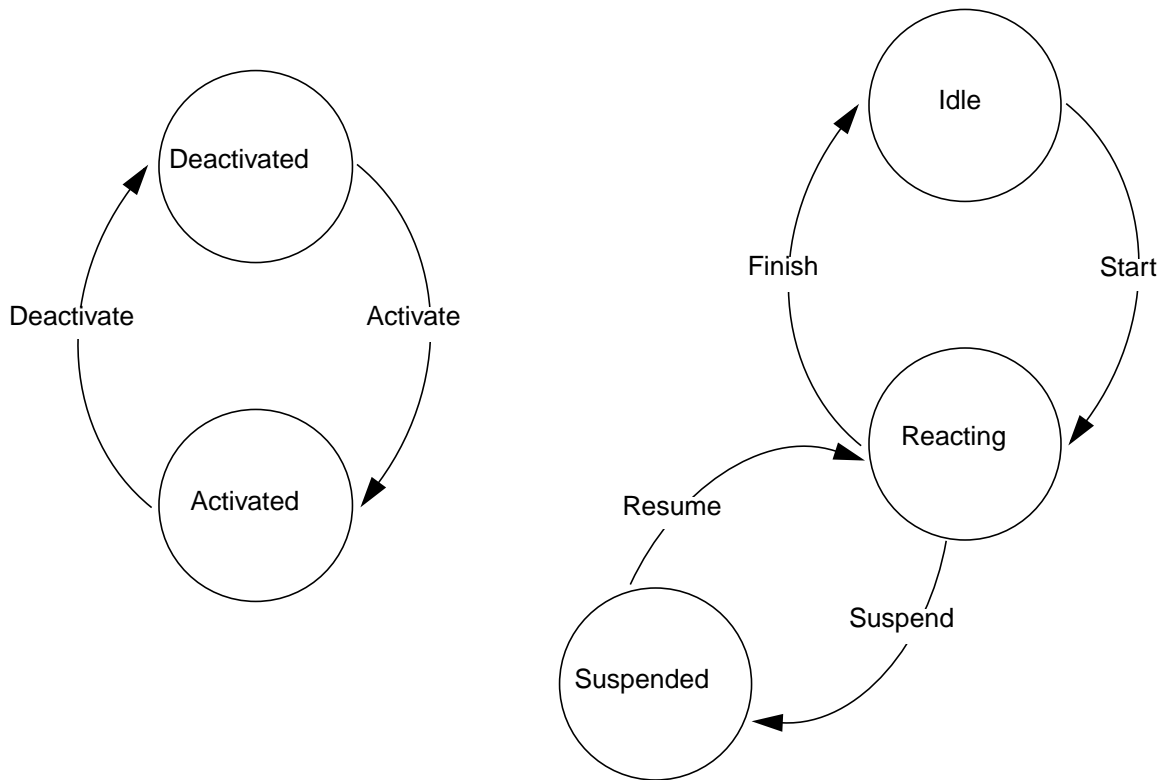 Idle
Deactivated
Finish
Start
Deactivate
Activate
Reacting
Activated
Resume
Suspend
Suspended